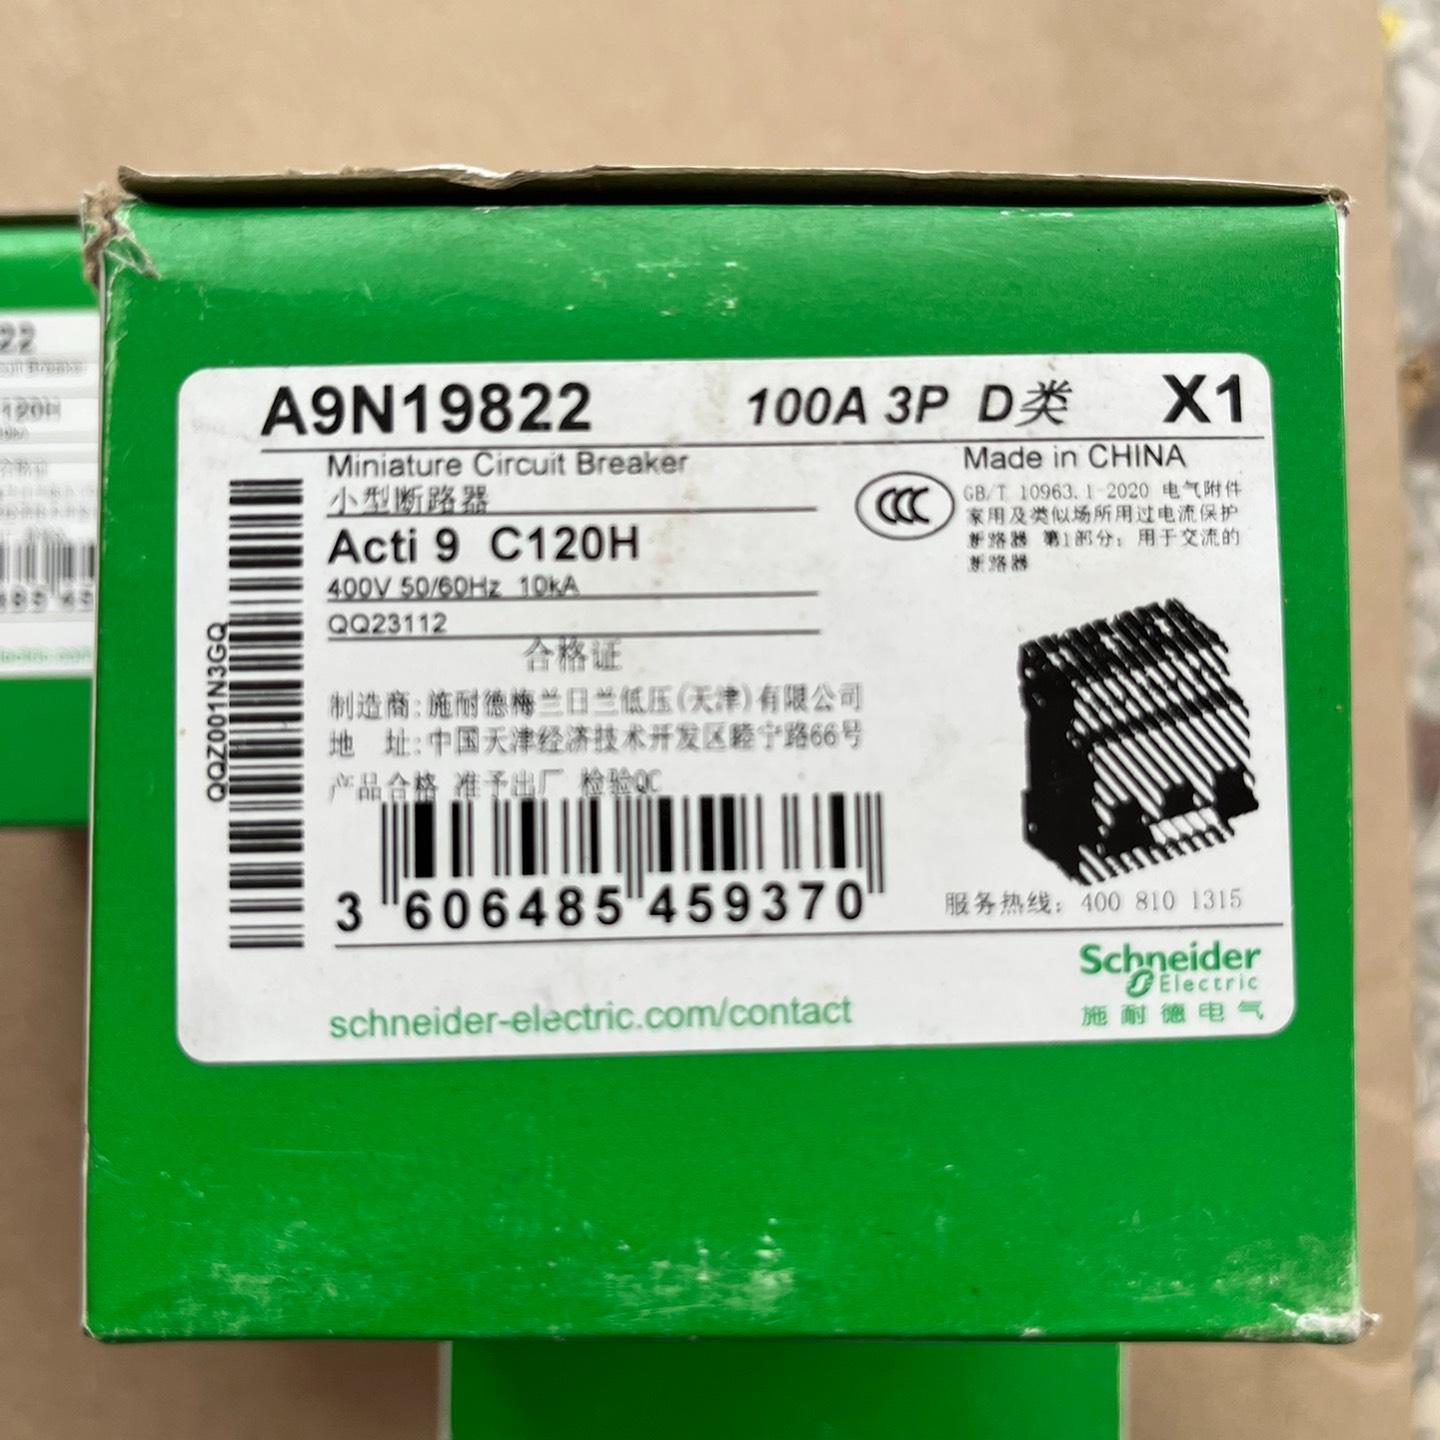 A9N19822 100A 3P D类 X1
Miniature Circuit Breaker
小型断路器
Acti 9 C120H
400V 50/60Hz 10kA
QQ23112
Made in CHINA
CCC
GB/T 10963.1-2020 电气附件
家用及类似场所用过电流保护
断路器 第1部分：用于交流的
断路器
合格证
制造商:施耐德梅兰日兰低压(天津)有限公司
地 址:中国天津经济技术开发区睦宁路66号
产品合格 准予出厂 检验QC
3 606485 459370
QQZ001N3GQ
服务热线：400 810 1315
schneider-electric.com/contact
Schneider
Electric
施耐德电气
22
120H